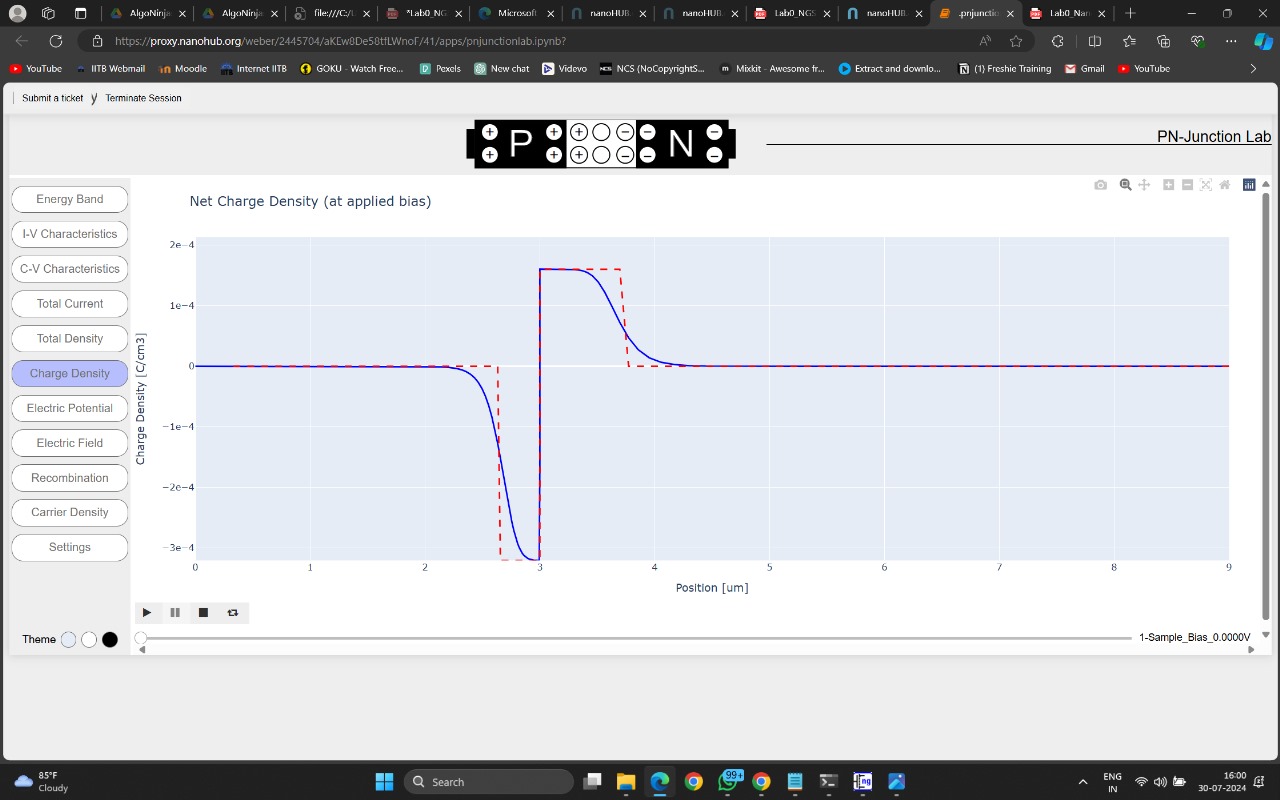 AlgoNinja
AlgoNinja
file:///C:/L
*Lab0_NG
Microsoft
nanoHUB.
nanoHUB.
Lab0_NGS
nanoHUB.
.pnjunctio
Lab0_Nar
https://proxy.nanohub.org/weber/2445704/aKEw8De58tfLWnoF/41/apps/pnjunctionlab.ipynb?
YouTube
IITB Webmail
Moodle
Internet IITB
GOKU - Watch Free...
Pexels
New chat
Videvo
NCS (NoCopyrightS...
Mixkit - Awesome fr...
Extract and downlo...
(1) Freshie Training
Gmail
YouTube
Submit a ticket
Terminate Session
P N
PN-Junction Lab
Energy Band
I-V Characteristics
C-V Characteristics
Total Current
Total Density
Charge Density
Electric Potential
Electric Field
Recombination
Carrier Density
Settings
Theme
Net Charge Density (at applied bias)
Charge Density [C/cm3]
2e−4
1e−4
0
−1e−4
−2e−4
−3e−4
0 1 2 3 4 5 6 7 8 9
Position [um]
1-Sample_Bias_0.0000V
85°F
Cloudy
Search
99+
ENG
IN
16:00
30-07-2024